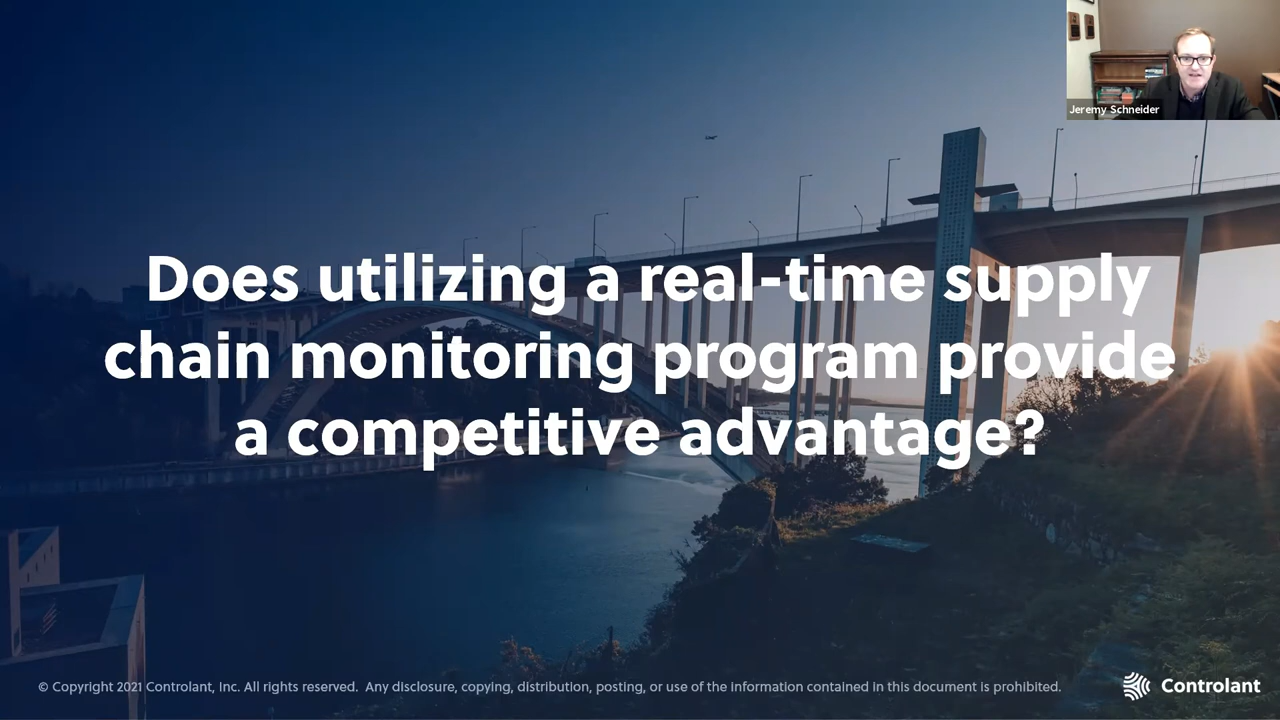 Jeremy Schneider
Does utilizing a real-time supply
chain monitoring program provide
a competitive advantage?
© Copyright 2021 Controlant, Inc. All rights reserved.  Any disclosure, copying, distribution, posting, or use of the information contained in this document is prohibited.
Controlant